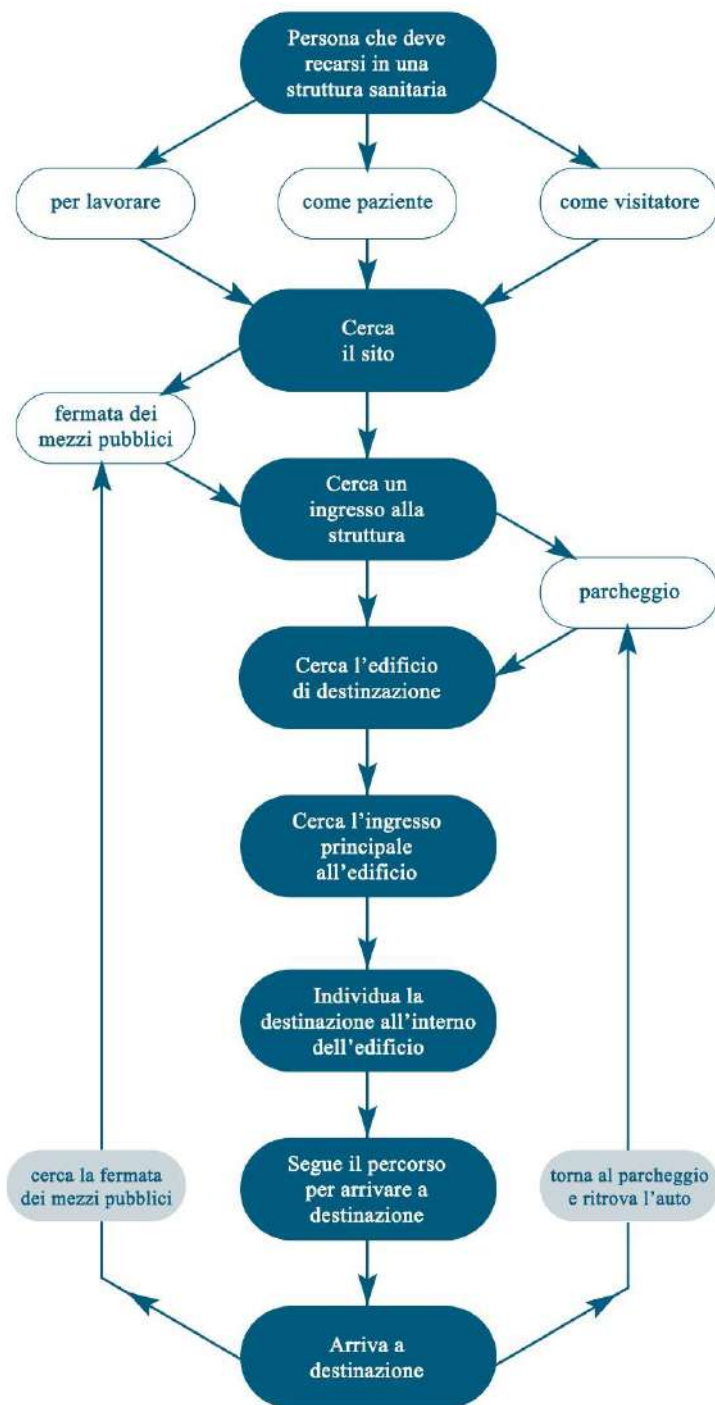 Persona che deve
recarsi in una
struttura sanitaria
per lavorare
come paziente
come visitatore
Cerca
il sito
fermata dei
mezzi pubblici
Cerca un
ingresso alla
struttura
parcheggio
Cerca l'edificio
di destinzazione
Cerca l'ingresso
principale
all'edificio
Individua la
destinazione all'interno
dell'edificio
cerca la fermata
dei mezzi pubblici
Segue il percorso
per arrivare a
destinazione
torna al parcheggio
e ritrova l'auto
Arriva a
destinazione